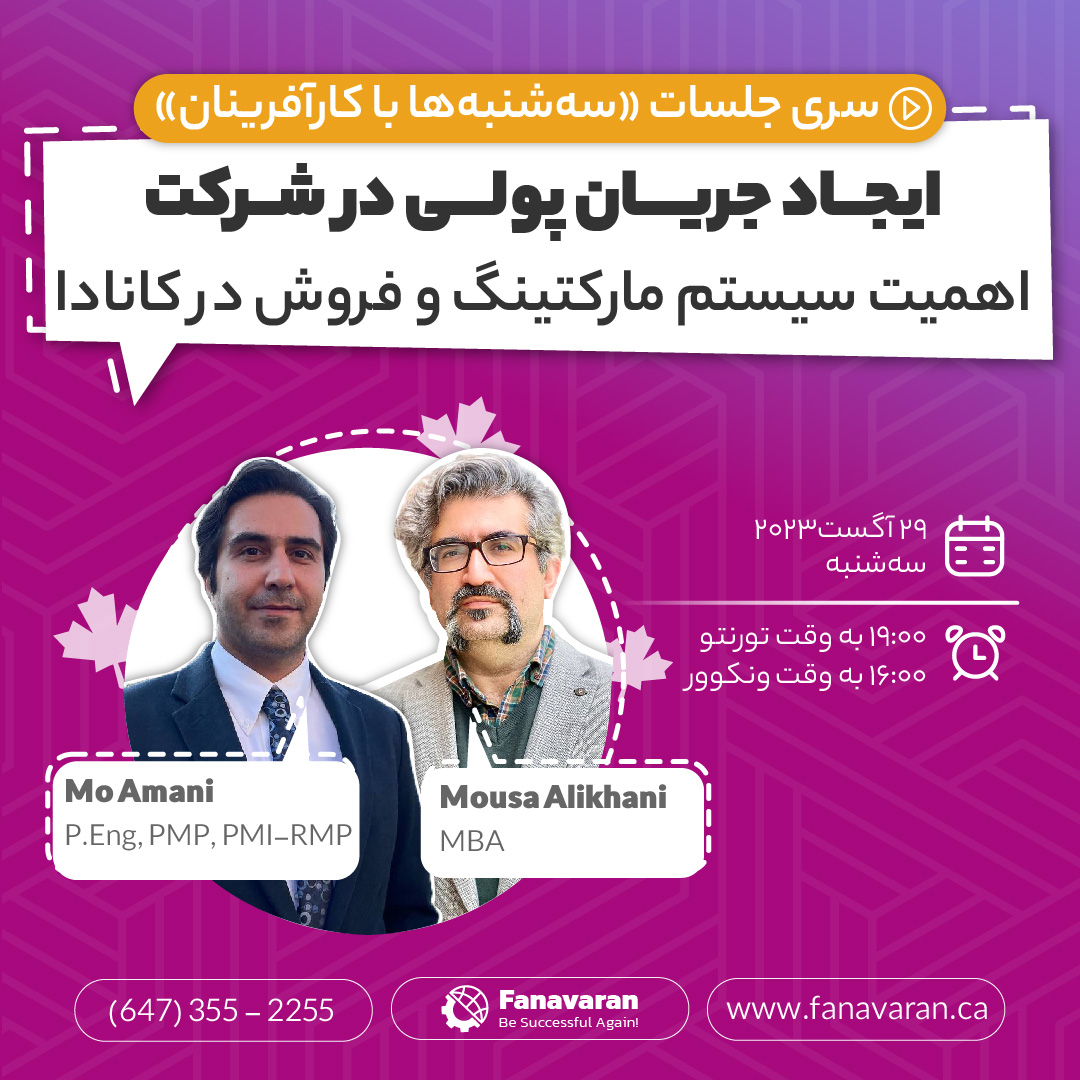 سری جلسات «سه‌شنبه‌ها با کارآفرینان»
ایجاد جریان پولی در شرکت
اهمیت سیستم مارکتینگ و فروش در کانادا
۲۹ آگست ۲۰۲۳
سه‌شنبه
۱۹:۰۰ به وقت تورنتو
۱۶:۰۰ به وقت ونکوور
Mo Amani
P.Eng, PMP, PMI-RMP
Mousa Alikhani
MBA
(647) 355 - 2255
Fanavaran
Be Successful Again!
www.fanavaran.ca